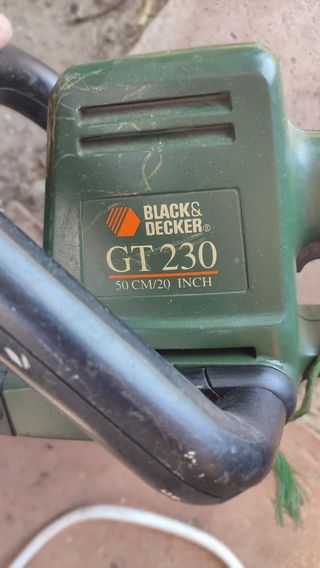 BLACK&
DECKER®
GT 230
50 CM/20 INCH